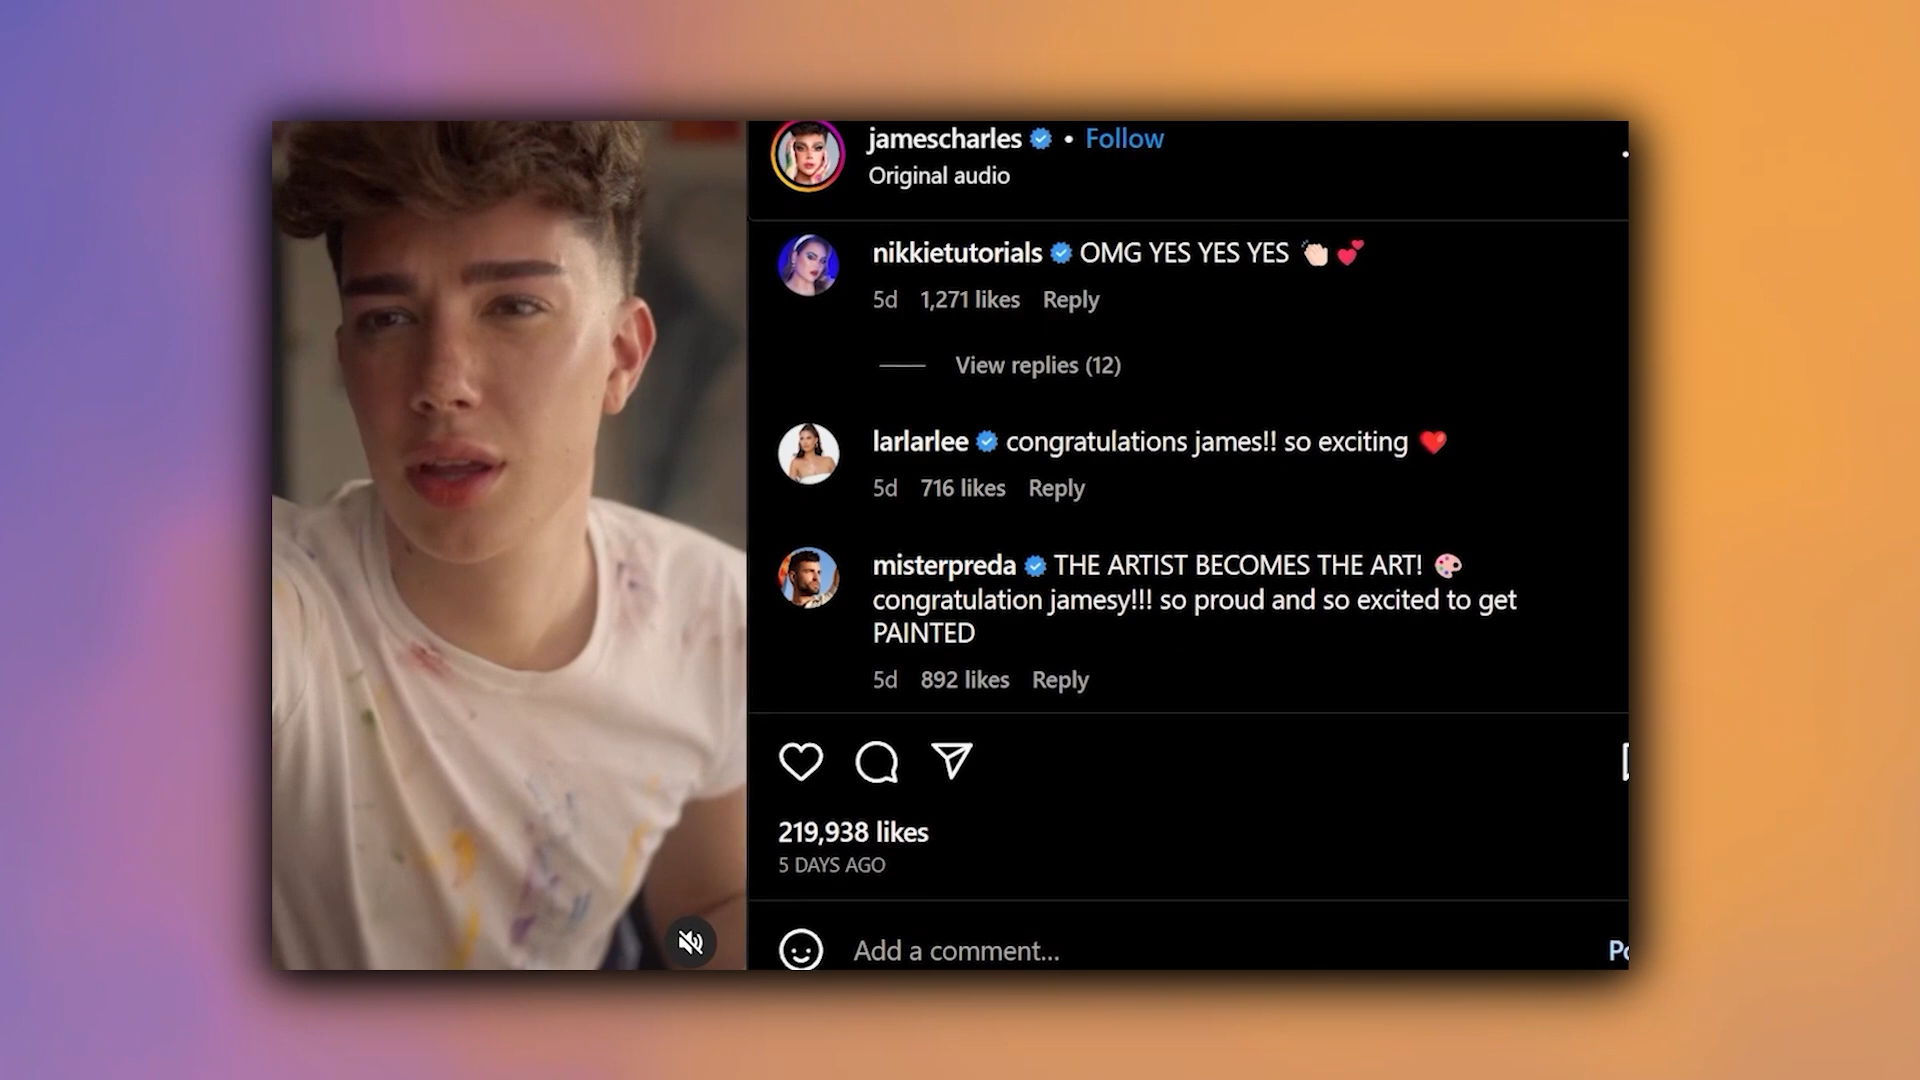 jamescharles • Follow
Original audio
nikkietutorials OMG YES YES YES 👏🏻 💕
5d 1,271 likes Reply
View replies (12)
larlarlee congratulations james!! so exciting ❤️
5d 716 likes Reply
misterpreda THE ARTIST BECOMES THE ART! 🎨
congratulation jamesy!!! so proud and so excited to get
PAINTED
5d 892 likes Reply
219,938 likes
5 DAYS AGO
Add a comment...